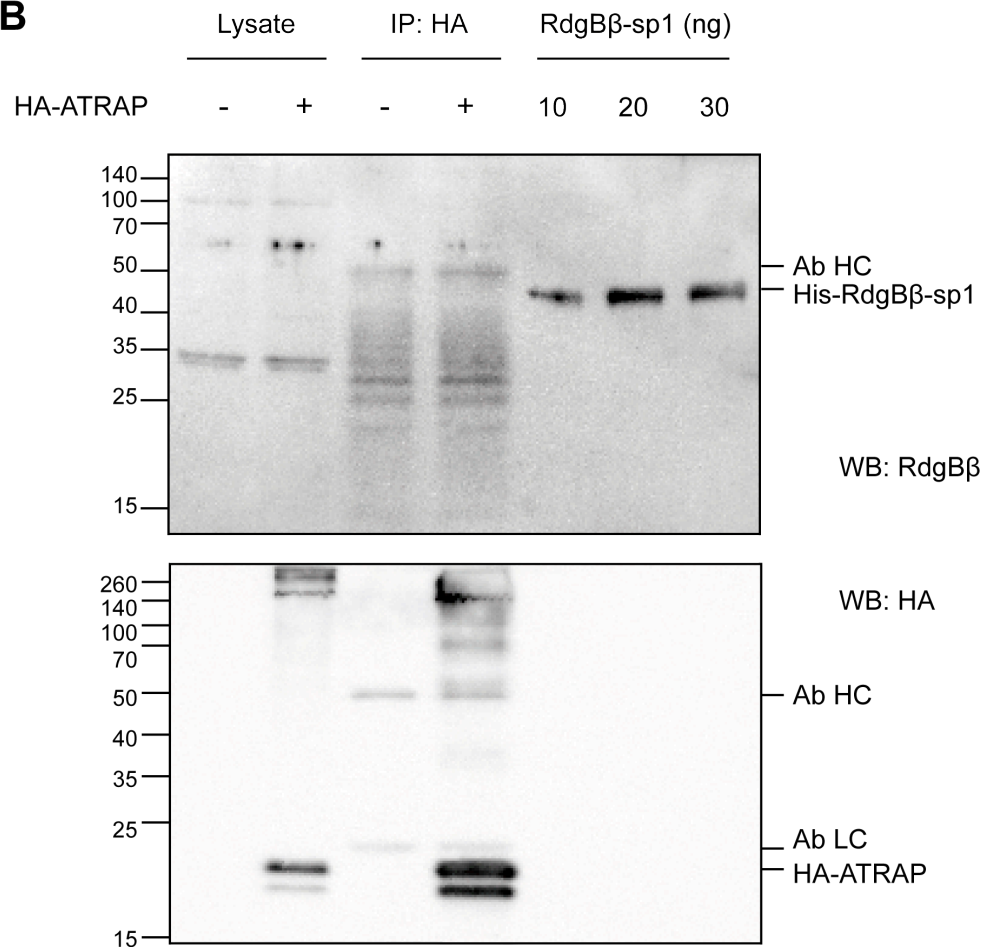 B
Lysate IP: HA RdgBβ-sp1 (ng)
HA-ATRAP - + - + 10 20 30
140
100
70
50
40
35
25
15
Ab HC
His-RdgBβ-sp1
WB: RdgBβ
260
140
100
70
50
40
35
25
15
WB: HA
Ab HC
Ab LC
HA-ATRAP